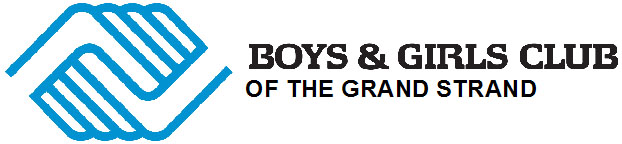 BOYS & GIRLS CLUB
OF THE GRAND STRAND